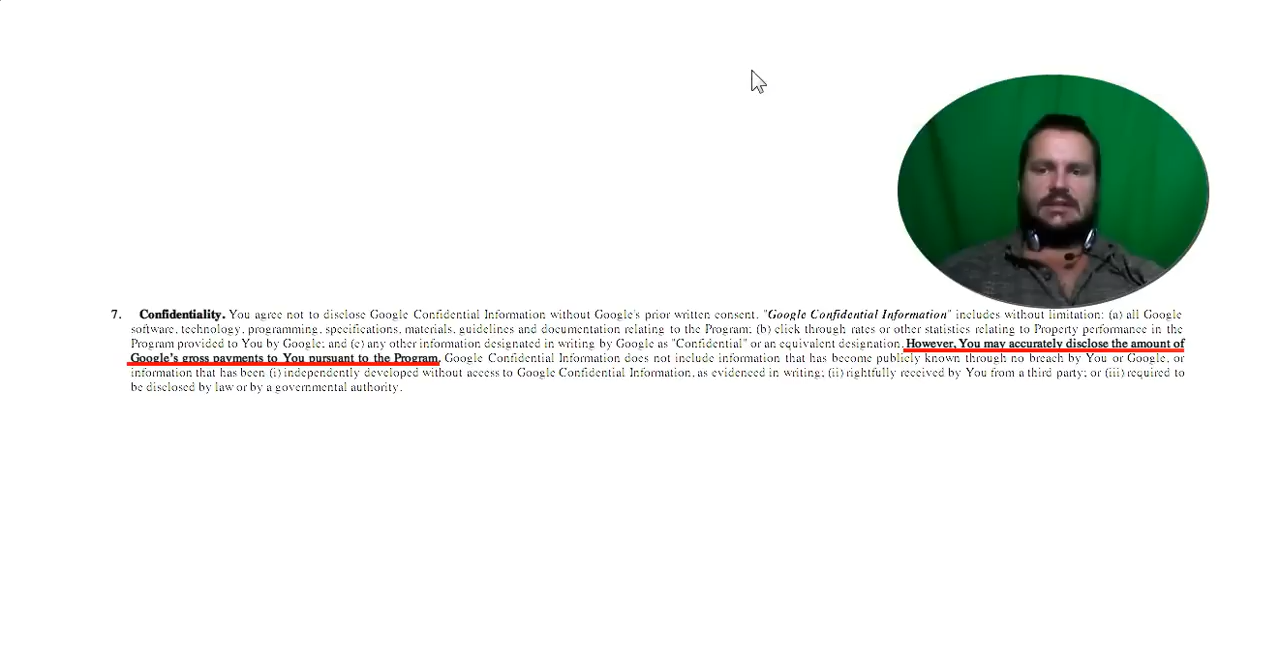 7. Confidentiality. You agree not to disclose Google Confidential Information without Google's prior written consent. "Google Confidential Information" includes without limitation: (a) all Google
software, technology, programming, specifications, materials, guidelines and documentation relating to the Program; (b) click through rates or other statistics relating to Property performance in the
Program provided to You by Google; and (c) any other information designated in writing by Google as "Confidential" or an equivalent designation. However, You may accurately disclose the amount of
Google's gross payments to You pursuant to the Program. Google Confidential Information does not include information that has become publicly known through no breach by You or Google, or
information that has been (i) independently developed without access to Google Confidential Information, as evidenced in writing; (ii) rightfully received by You from a third party; or (iii) required to
be disclosed by law or by a governmental authority.